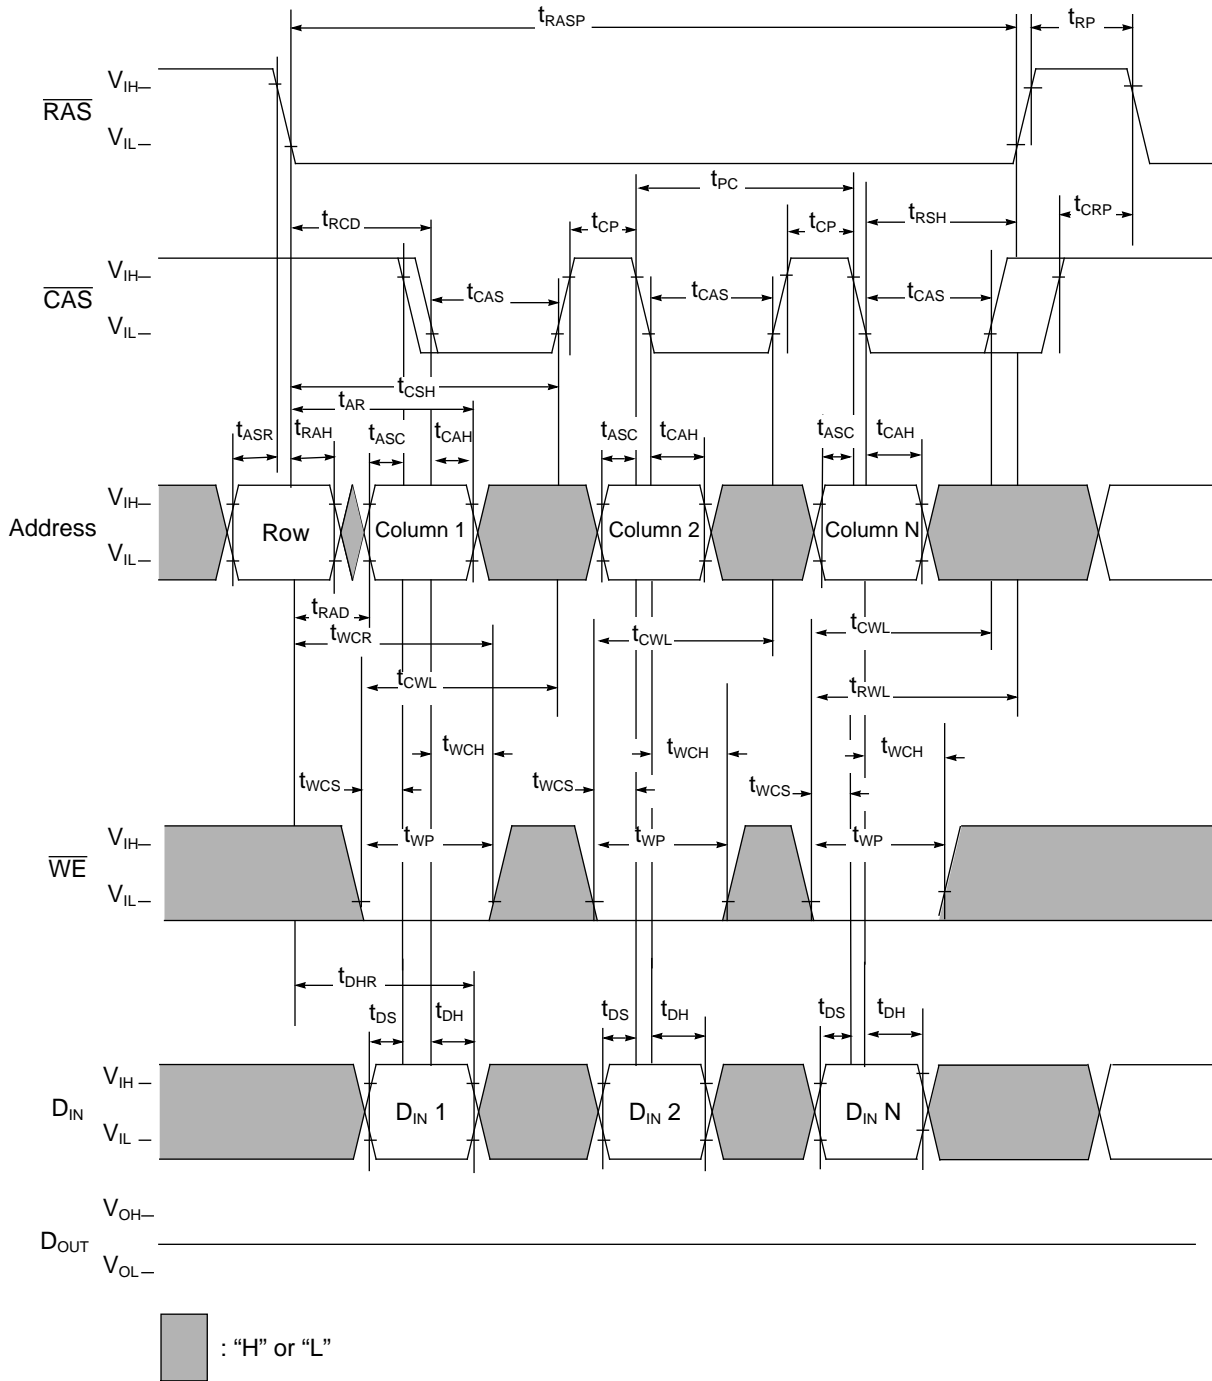 tRASP
tRP
VIH
RAS
VIL
tPC
tRCD
tCP
tCP
tRSH
tCRP
VIH
CAS
VIL
tCAS
tCAS
tCAS
tCSH
tAR
tASR
tRAH
tASC
tCAH
tASC
tCAH
tASC
tCAH
VIH
Address
VIL
Row
Column 1
Column 2
Column N
tRAD
tWCR
tCWL
tCWL
tCWL
tRWL
tWCH
tWCH
tWCH
tWCS
tWCS
tWCS
VIH
WE
VIL
tWP
tWP
tWP
tDHR
tDS
tDH
tDS
tDH
tDS
tDH
VIH
DIN
VIL
DIN 1
DIN 2
DIN N
VOH
DOUT
VOL
: “H” or “L”